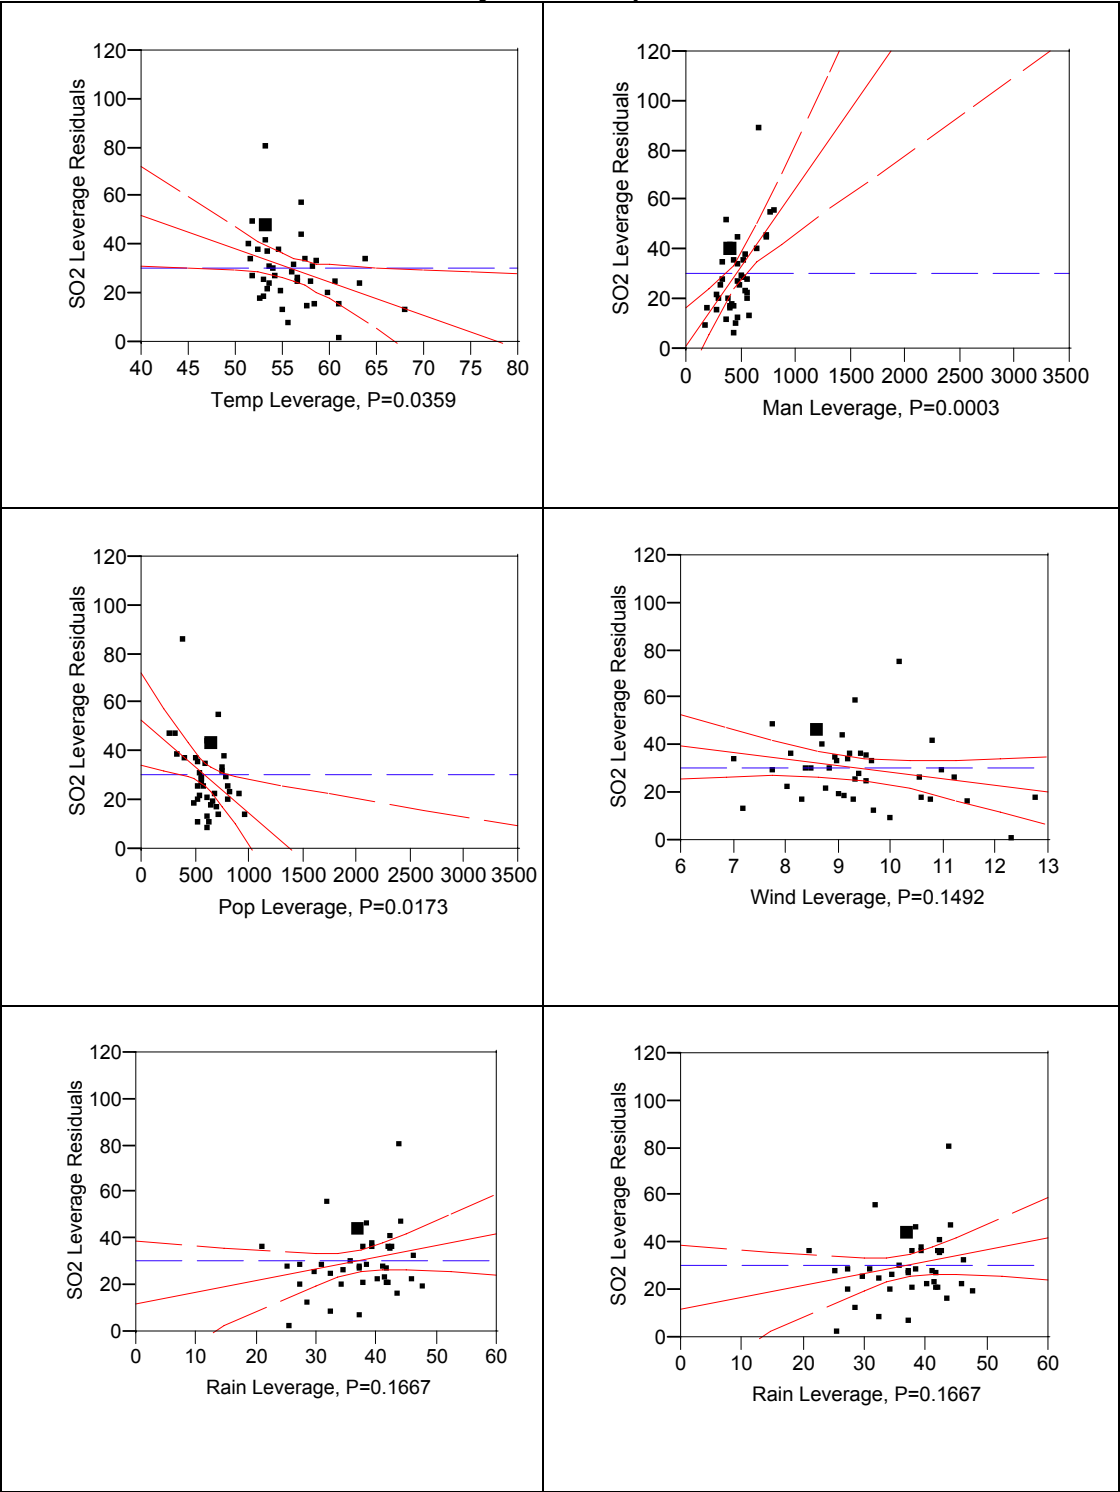 120
100
80
60
40
20
0
SO2 Leverage Residuals
40 45 50 55 60 65 70 75 80
Temp Leverage, P=0.0359
120
100
80
60
40
20
0
SO2 Leverage Residuals
0 500 1000 1500 2000 2500 3000 3500
Man Leverage, P=0.0003
120
100
80
60
40
20
0
SO2 Leverage Residuals
0 500 1000 1500 2000 2500 3000 3500
Pop Leverage, P=0.0173
120
100
80
60
40
20
0
SO2 Leverage Residuals
6 7 8 9 10 11 12 13
Wind Leverage, P=0.1492
120
100
80
60
40
20
0
SO2 Leverage Residuals
0 10 20 30 40 50 60
Rain Leverage, P=0.1667
120
100
80
60
40
20
0
SO2 Leverage Residuals
0 10 20 30 40 50 60
Rain Leverage, P=0.1667